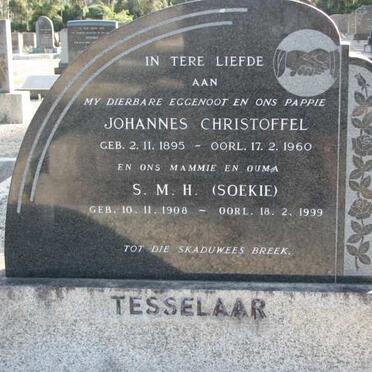 IN TERE LIEFDE
AAN
MY DIERBARE EGGENOOT EN ONS PAPPIE
JOHANNES CHRISTOFFEL
GEB. 2. 11. 1895 – OORL. 17. 2. 1960
EN ONS MAMMIE EN OUMA
S. M. H. (SOEKIE)
GEB. 10. 11. 1908 – OORL. 18. 2. 1999
TOT DIE SKADUWEES BREEK.
TESSELAAR